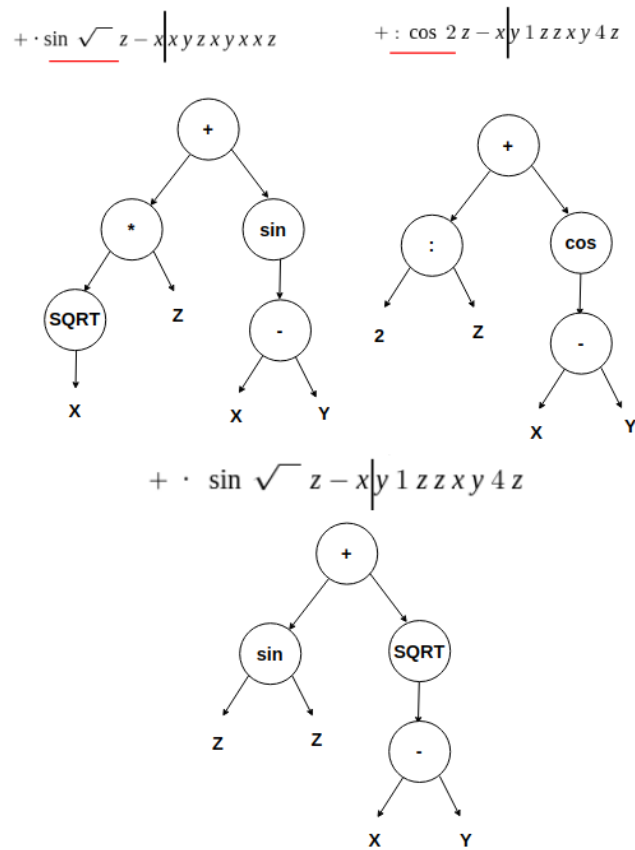 + · sin √ z − x|x y z x y x x z
+ : cos 2 z − x|y 1 z z x y 4 z
+
+
*
sin
:
cos
SQRT
Z
-
2
Z
-
X
X
Y
X
Y
+ · sin √ z − x|y 1 z z x y 4 z
+
sin
SQRT
Z
Z
-
X
Y